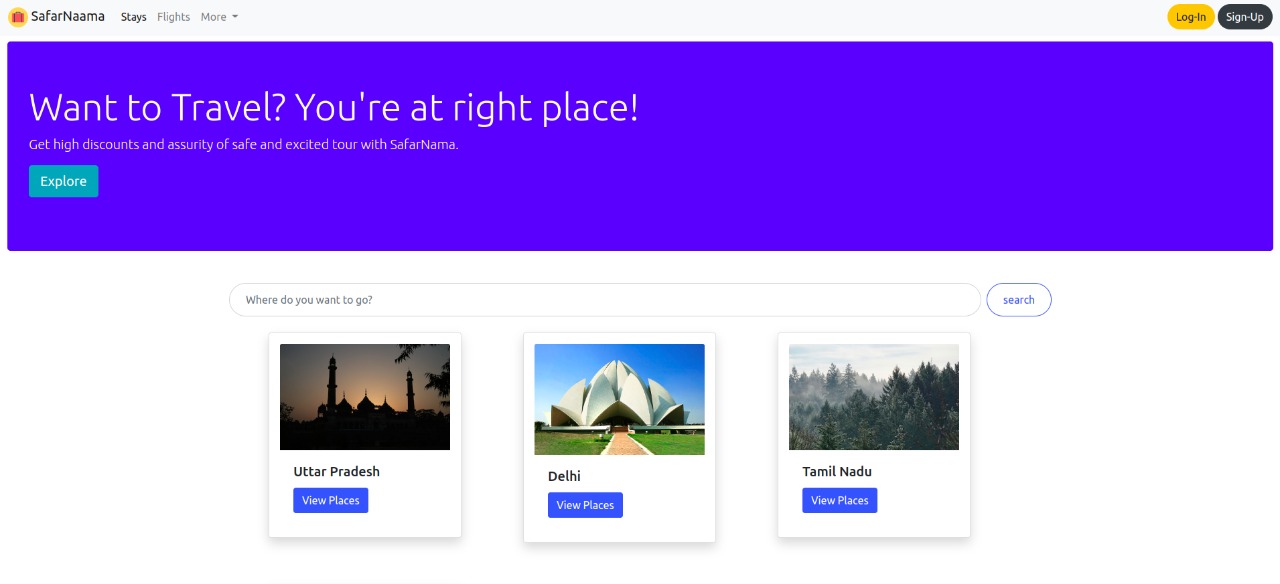 SafarNaama Stays Flights More Log-In Sign-Up
Want to Travel? You're at right place!
Get high discounts and assurity of safe and excited tour with SafarNama.
Explore
Where do you want to go? search
Uttar Pradesh
View Places
Delhi
View Places
Tamil Nadu
View Places